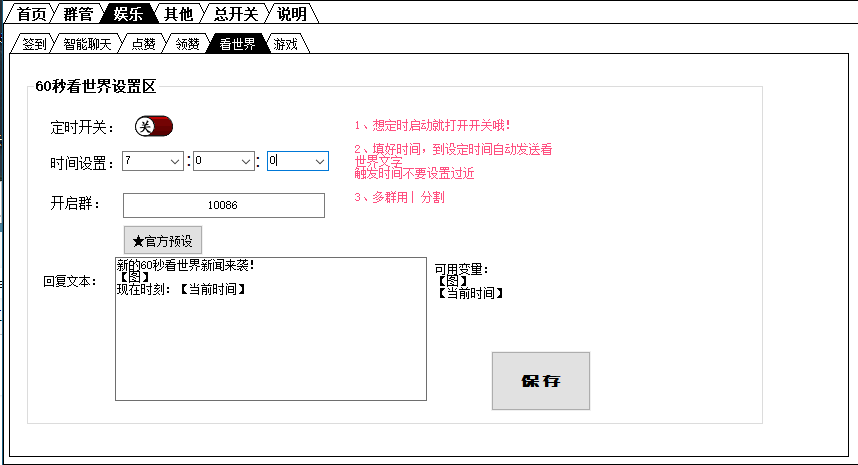 首页 群管 娱乐 其他 总开关 说明
签到 智能聊天 点赞 领赞 看世界 游戏
60秒看世界设置区
定时开关： 关
时间设置： 7 : 0 : 0
开启群： 10086
1、想定时启动就打开开关哦!
2、填好时间，到设定时间自动发送看
世界文字
触发时间不要设置过近
3、多群用| 分割
★官方预设
回复文本：
新的60秒看世界新闻来袭!
【图】
现在时刻：【当前时间】
可用变量:
【图】
【当前时间】
保存